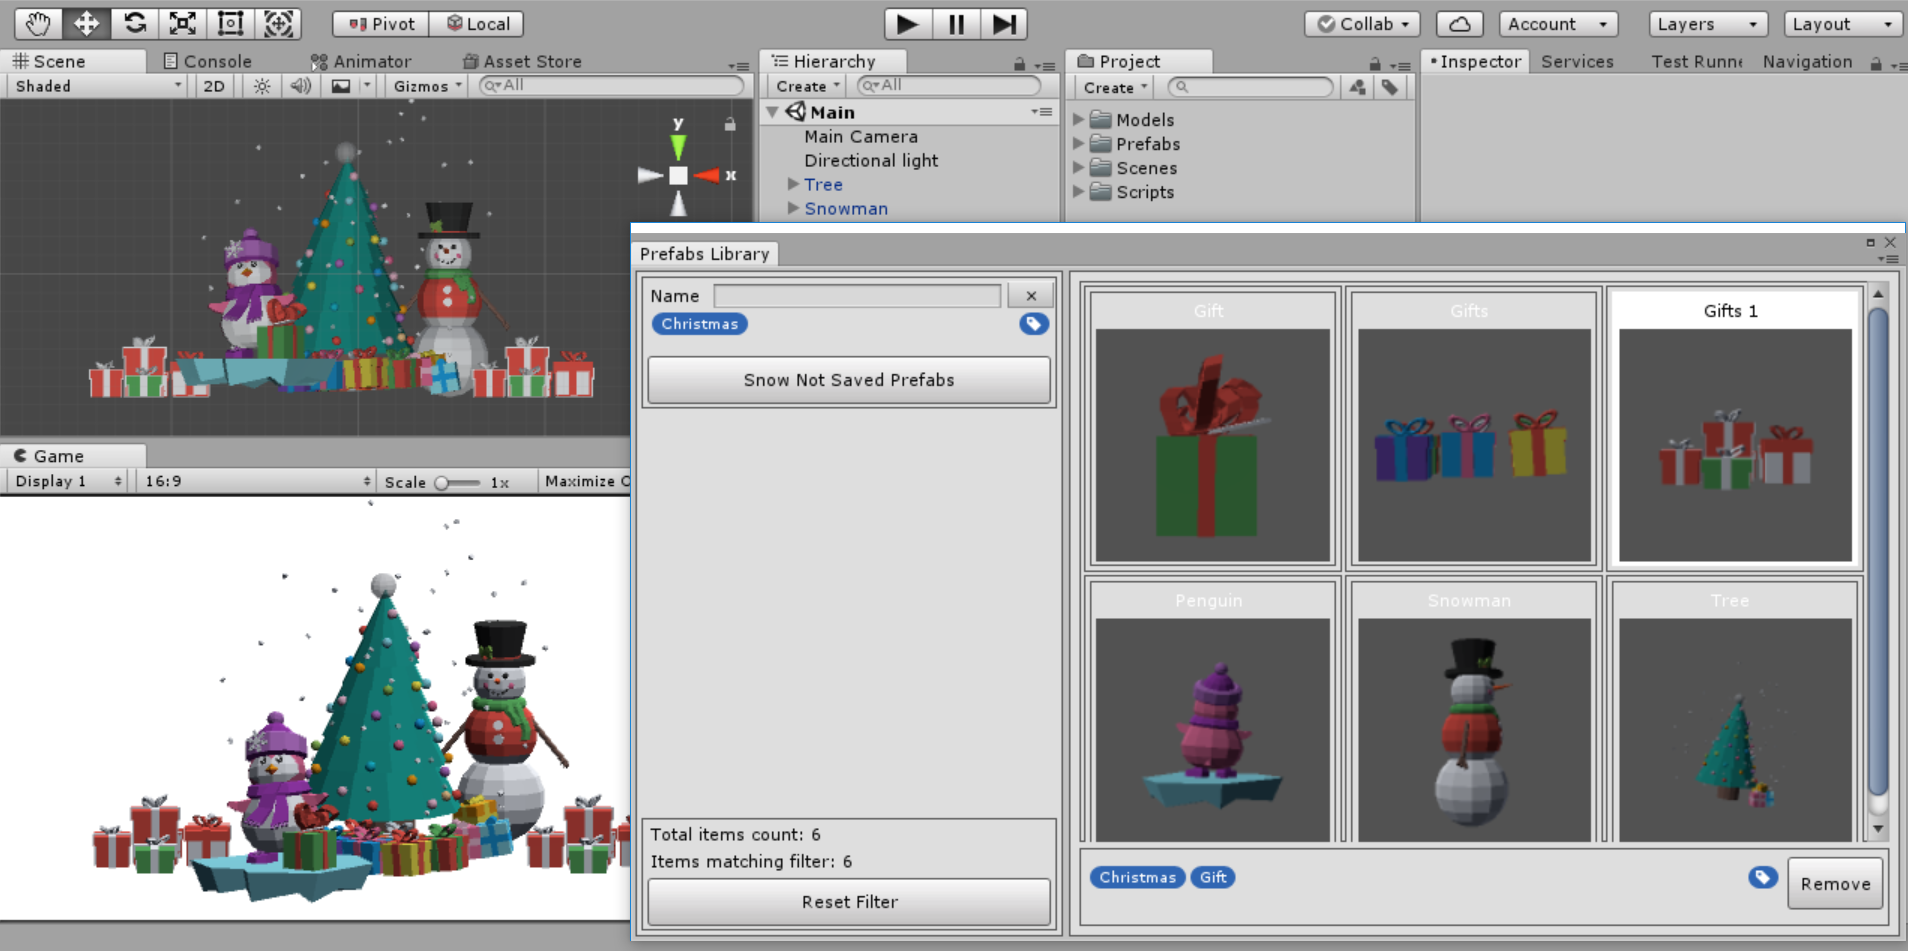 Pivot Local Collab Account Layers Layout
Scene Console Animator Asset Store Hierarchy Project Inspector Services Test Runne Navigation
Shaded 2D Gizmos All Create All Create
Main
Main Camera
Directional light
Tree
Snowman
Models
Prefabs
Scenes
Scripts
y
x
Game
Display 1 16:9 Scale 1x Maximize O
Prefabs Library
Name
Christmas
Snow Not Saved Prefabs
Total items count: 6
Items matching filter: 6
Reset Filter
Gift Gifts Gifts 1
Penguin Snowman Tree
Christmas Gift
Remove